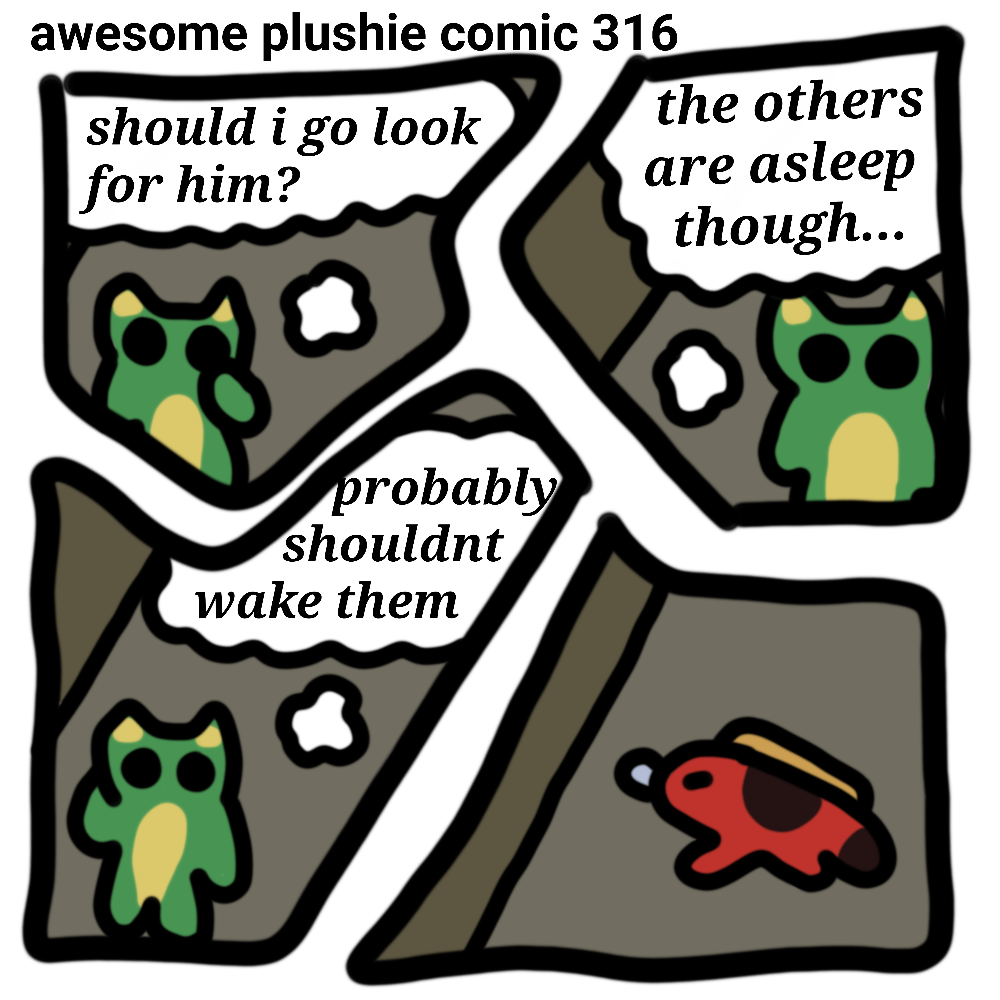 awesome plushie comic 316
should i go look
for him?
the others
are asleep
though...
probably
shouldnt
wake them